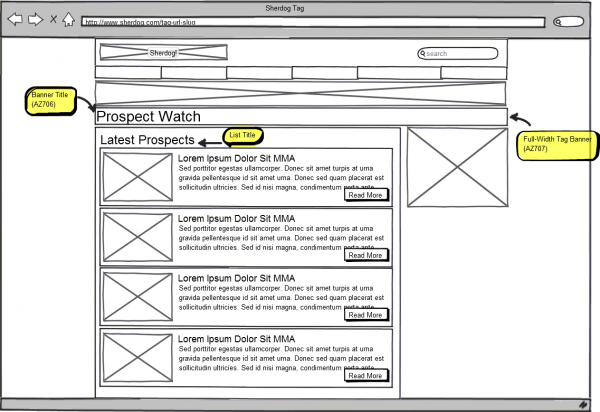 Sherdog Tag
http://www.sherdog.com/tag-url-slug
Sherdog!
search
Banner Title
(AZ706)
Prospect Watch
Full-Width Tag Banner
(AZ707)
List Title
Latest Prospects
Lorem Ipsum Dolor Sit MMA
Sed porttitor egestas ullamcorper. Donec sit amet turpis at urna
gravida pellentesque id sit amet urna. Donec sed quam placerat est
sollicitudin ultricies. Sed id nisi magna, condimentum porta ante
Read More
Lorem Ipsum Dolor Sit MMA
Sed porttitor egestas ullamcorper. Donec sit amet turpis at urna
gravida pellentesque id sit amet urna. Donec sed quam placerat est
sollicitudin ultricies. Sed id nisi magna, condimentum porta ante
Read More
Lorem Ipsum Dolor Sit MMA
Sed porttitor egestas ullamcorper. Donec sit amet turpis at urna
gravida pellentesque id sit amet urna. Donec sed quam placerat est
sollicitudin ultricies. Sed id nisi magna, condimentum porta ante
Read More
Lorem Ipsum Dolor Sit MMA
Sed porttitor egestas ullamcorper. Donec sit amet turpis at urna
gravida pellentesque id sit amet urna. Donec sed quam placerat est
sollicitudin ultricies. Sed id nisi magna, condimentum porta ante
Read More